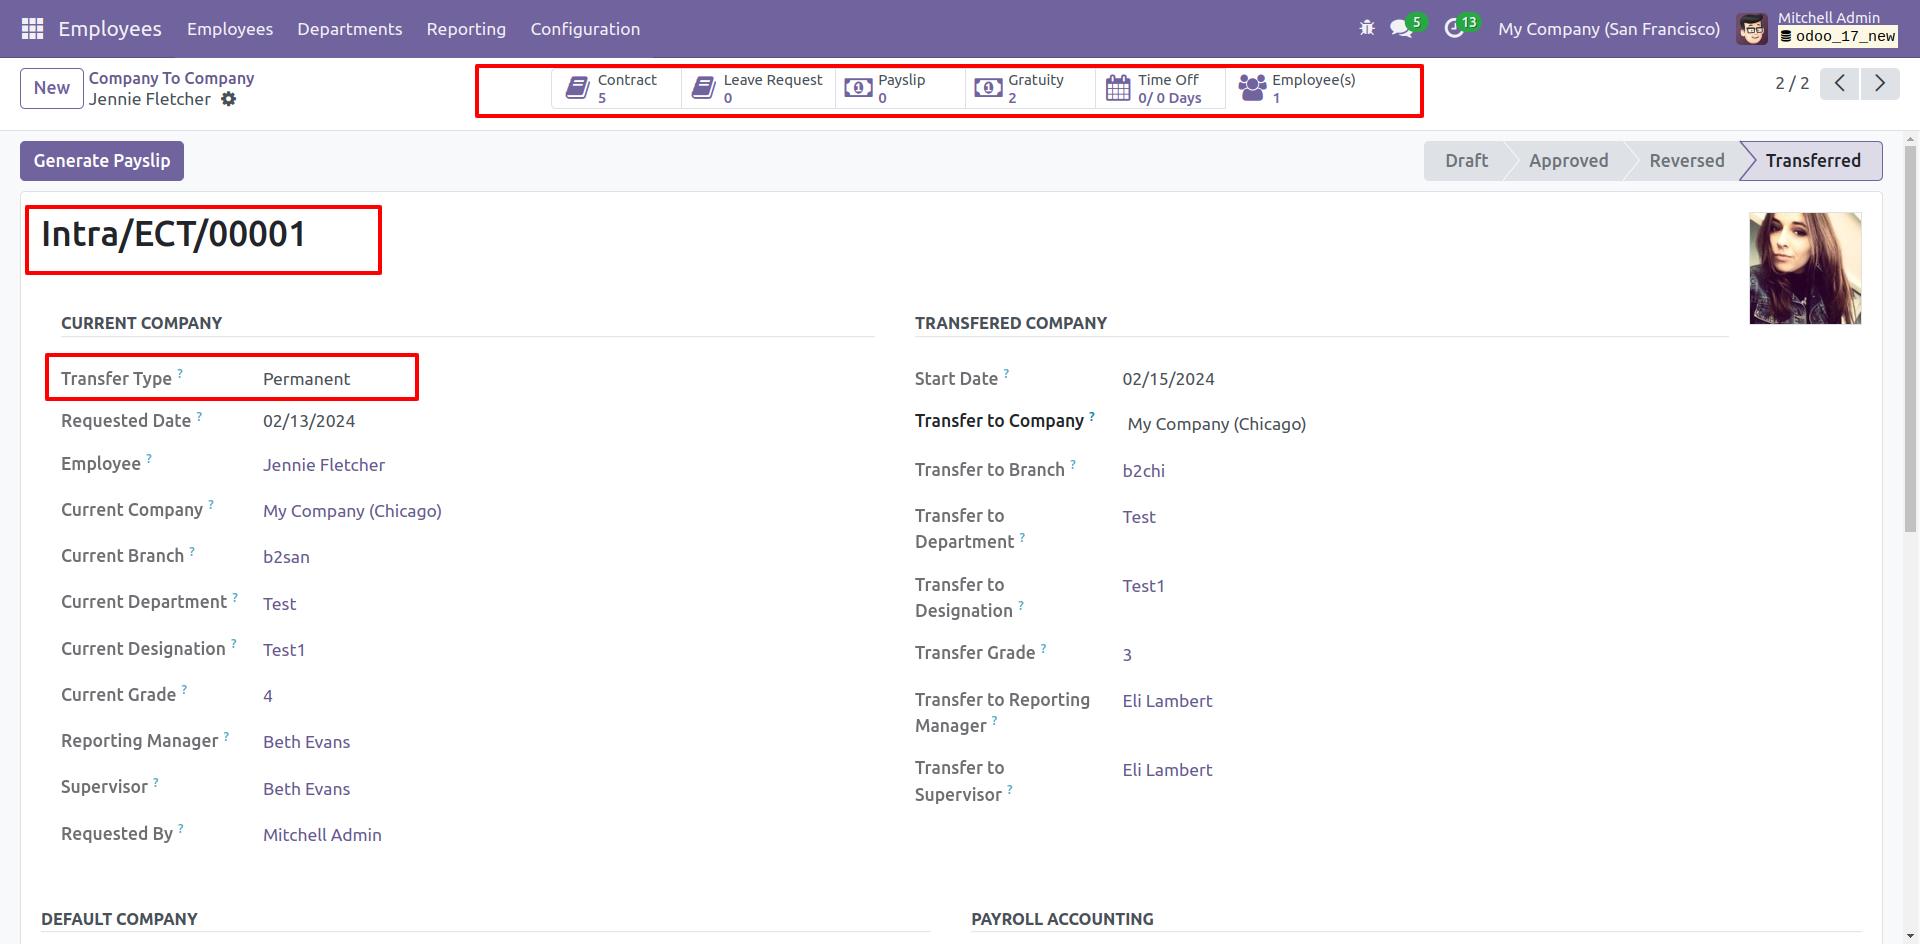 Employees Employees Departments Reporting Configuration 5 13 My Company (San Francisco) Mitchell Admin
odoo_17_new
New Company To Company
Jennie Fletcher
Contract
5
Leave Request
0
Payslip
0
Gratuity
2
Time Off
0/ 0 Days
Employee(s)
1
2 / 2
Generate Payslip Draft Approved Reversed Transferred
Intra/ECT/00001
CURRENT COMPANY
Transfer Type ? Permanent
Requested Date ? 02/13/2024
Employee ? Jennie Fletcher
Current Company ? My Company (Chicago)
Current Branch ? b2san
Current Department ? Test
Current Designation ? Test1
Current Grade ? 4
Reporting Manager ? Beth Evans
Supervisor ? Beth Evans
Requested By ? Mitchell Admin
TRANSFERED COMPANY
Start Date ? 02/15/2024
Transfer to Company ? My Company (Chicago)
Transfer to Branch ? b2chi
Transfer to Test
Department ?
Transfer to Test1
Designation ?
Transfer Grade ? 3
Transfer to Reporting Eli Lambert
Manager ?
Transfer to Eli Lambert
Supervisor ?
DEFAULT COMPANY
PAYROLL ACCOUNTING